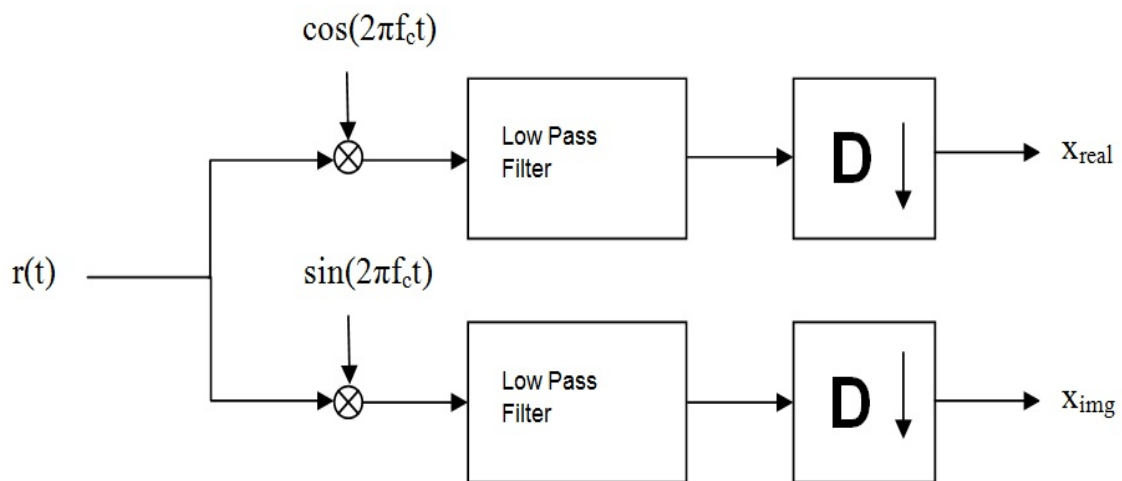 cos(2πf_ct)
Low Pass
Filter
D
x_real
r(t)
sin(2πf_ct)
Low Pass
Filter
D
x_img